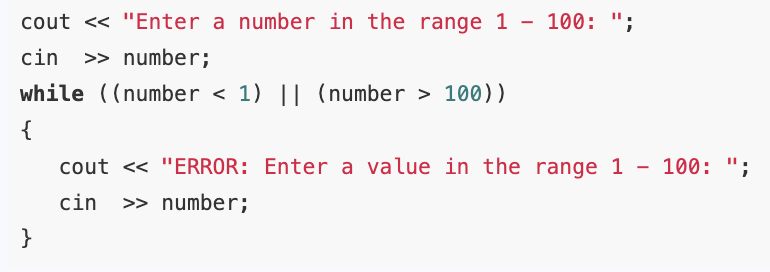 cout << "Enter a number in the range 1 – 100: ";
cin  >> number;
while ((number < 1) || (number > 100))
{
   cout << "ERROR: Enter a value in the range 1 – 100: ";
   cin  >> number;
}